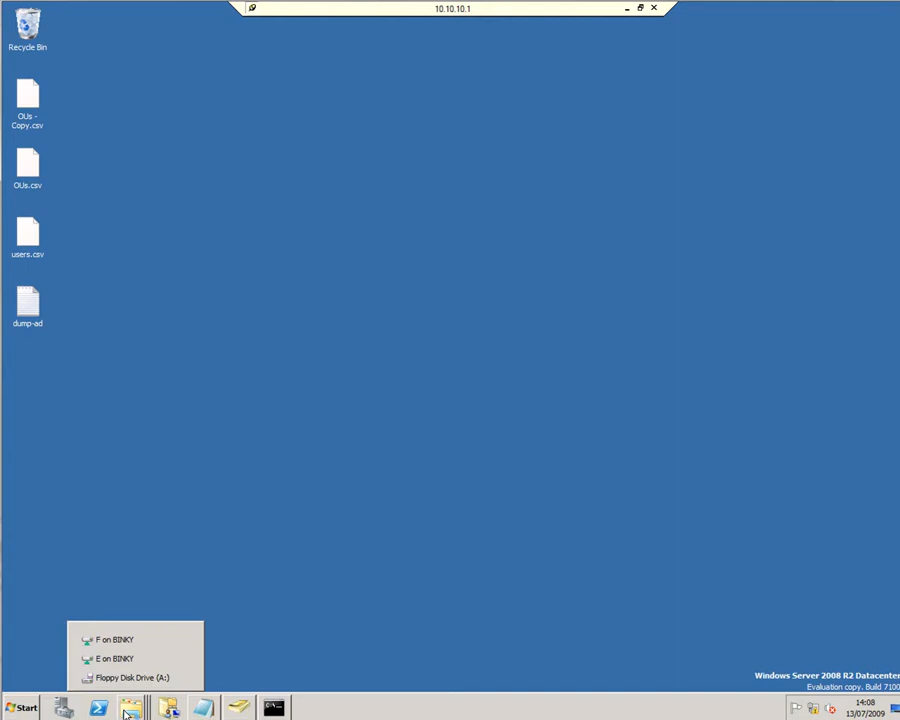 10.10.10.1
Recycle Bin
OUs -
Copy.csv
OUs.csv
users.csv
dump-ad
F on BINKY
E on BINKY
Floppy Disk Drive (A:)
Windows Server 2008 R2 Datacenter
Evaluation copy. Build 7100
Start
14:08
13/07/2009